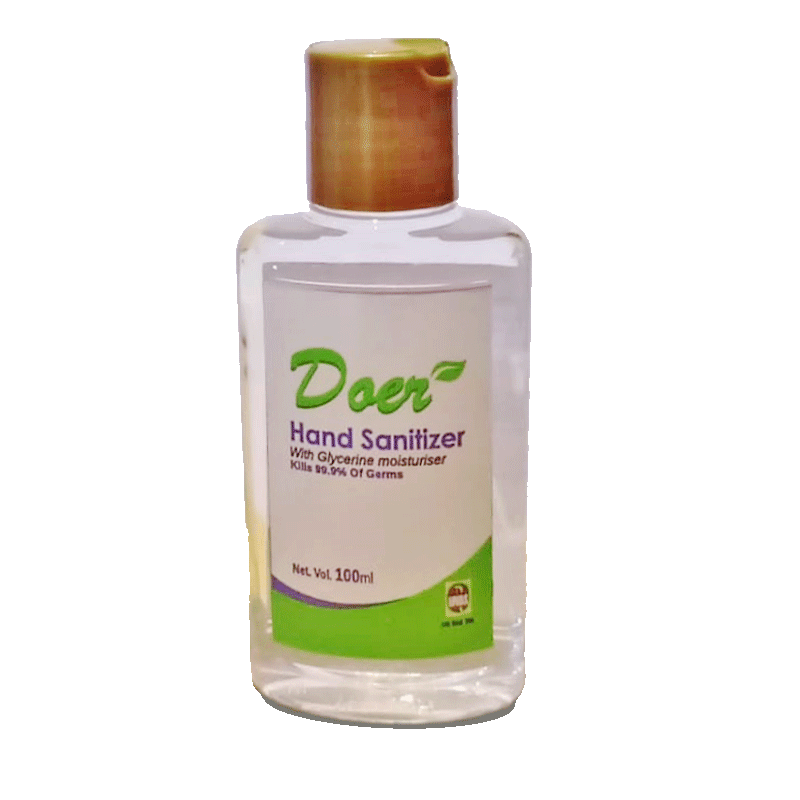 Doer
Hand Sanitizer
With Glycerine moisturiser
Kills 99.9% Of Germs
Net. Vol. 100ml